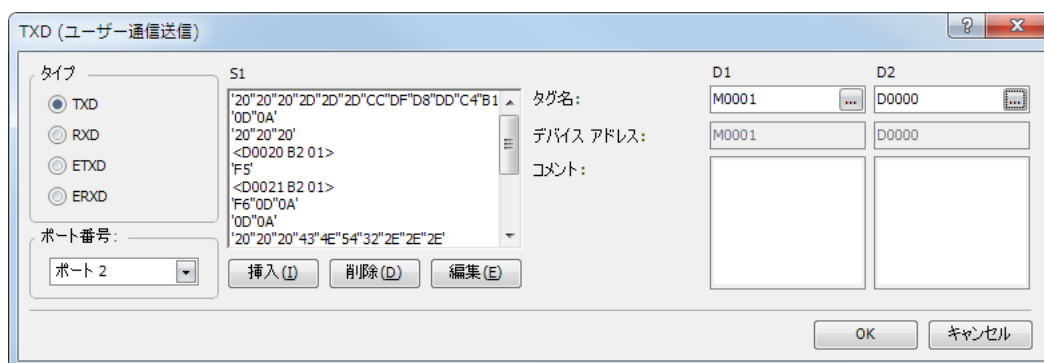 TXD (ユーザー通信送信)
タイプ
TXD
RXD
ETXD
ERXD
ポート番号:
ポート 2
S1
'20''20''20''2D''2D''2D''CC''DF''D8''DD''C4''B1
'0D''0A'
'20''20''20'
<D0020 B2 01>
'F5'
<D0021 B2 01>
'F6''0D''0A'
'0D''0A'
'20''20''20''43''4E''54''32''2E''2E''2E'
挿入(I)
削除(D)
編集(E)
D1 D2
タグ名: M0001 ... D0000 ...
デバイス アドレス: M0001 D0000
コメント:
OK キャンセル